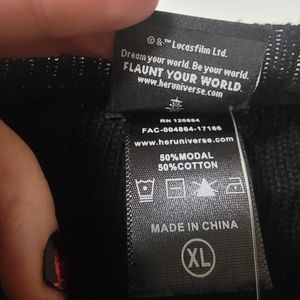 © & ™ Lucasfilm Ltd.
Dream your world. Be your world.
FLAUNT YOUR WORLD.
www.heruniverse.com
RN 120684
FAC-004884-17166
www.heruniverse.com
50%MODAL
50%COTTON
MADE IN CHINA
XL